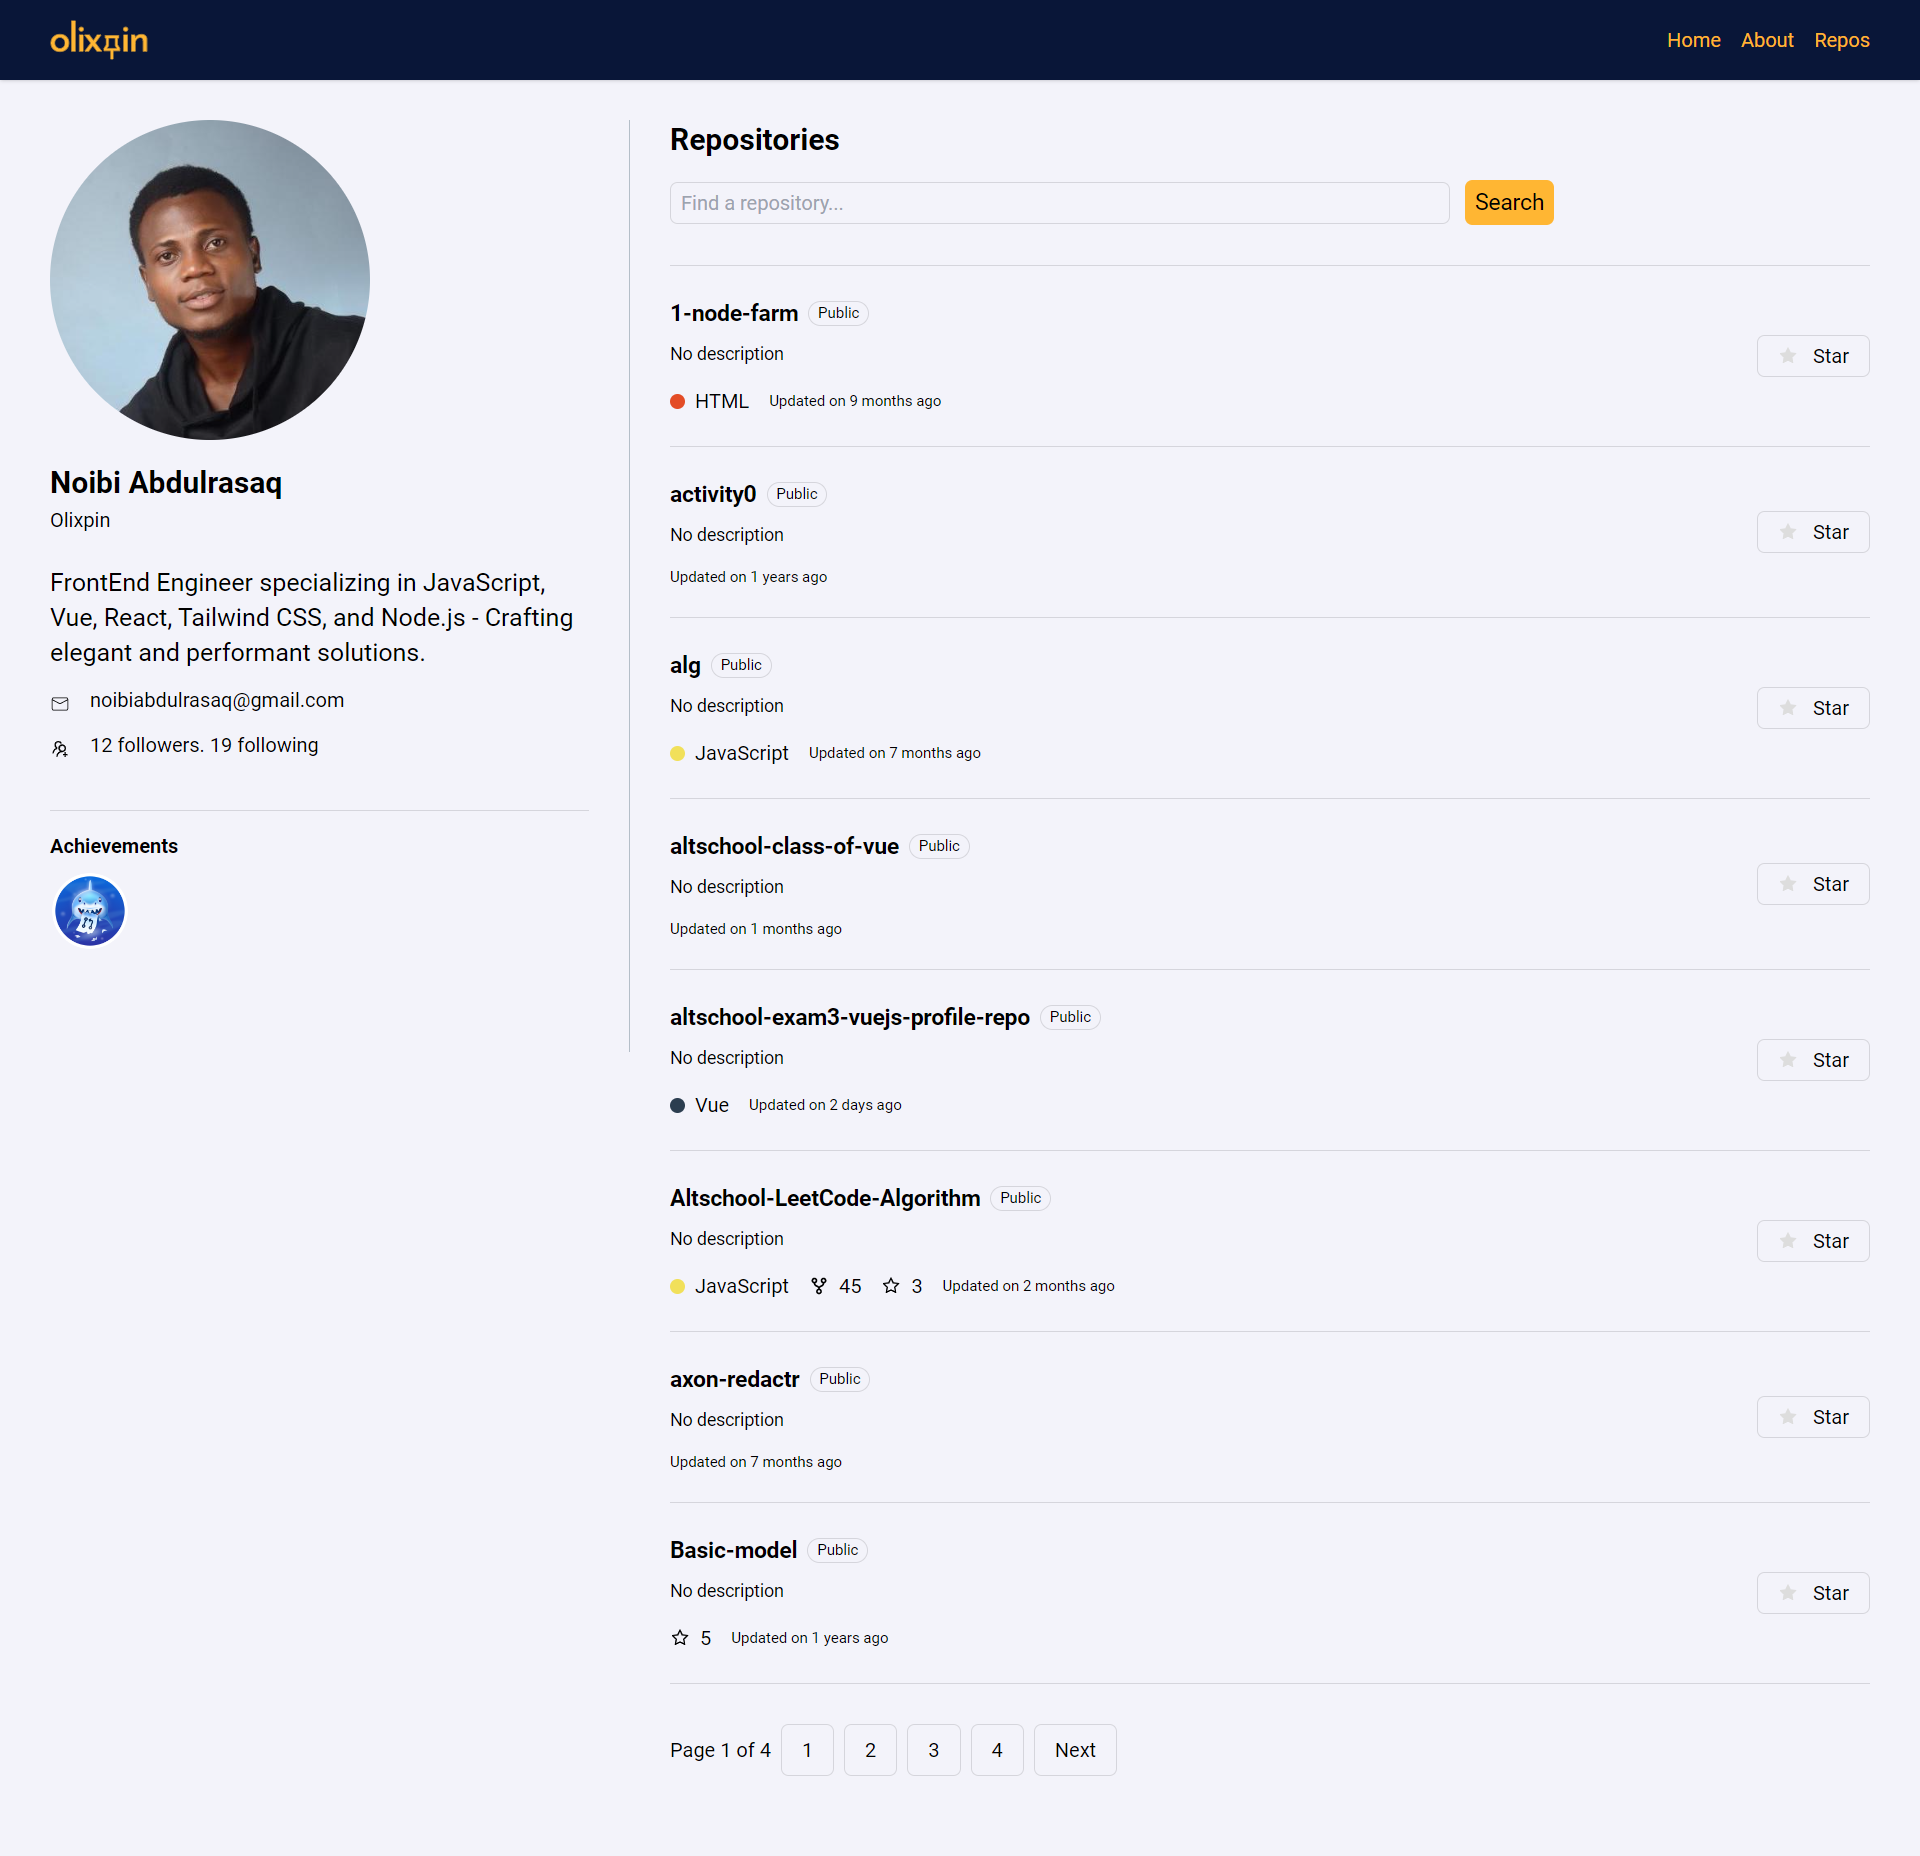 olixpin
Home About Repos
Noibi Abdulrasaq
Olixpin
FrontEnd Engineer specializing in JavaScript,
Vue, React, Tailwind CSS, and Node.js - Crafting
elegant and performant solutions.
noibiabdulrasaq@gmail.com
12 followers. 19 following
Achievements
Repositories
Find a repository...
Search
1-node-farm Public
No description
Star
HTML Updated on 9 months ago
activity0 Public
No description
Star
Updated on 1 years ago
alg Public
No description
Star
JavaScript Updated on 7 months ago
altschool-class-of-vue Public
No description
Star
Updated on 1 months ago
altschool-exam3-vuejs-profile-repo Public
No description
Star
Vue Updated on 2 days ago
Altschool-LeetCode-Algorithm Public
No description
Star
JavaScript 45 3 Updated on 2 months ago
axon-redactr Public
No description
Star
Updated on 7 months ago
Basic-model Public
No description
Star
5 Updated on 1 years ago
Page 1 of 4 1 2 3 4 Next